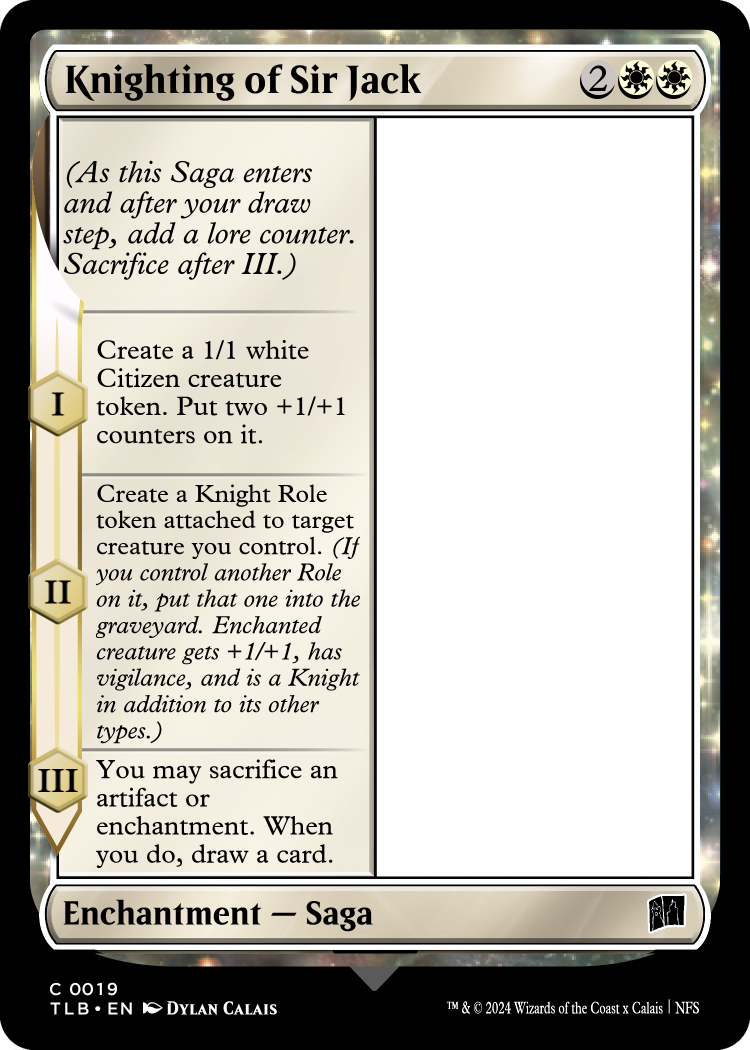 Knighting of Sir Jack 2
(As this Saga enters
and after your draw
step, add a lore counter.
Sacrifice after III.)
I
Create a 1/1 white
Citizen creature
token. Put two +1/+1
counters on it.
II
Create a Knight Role
token attached to target
creature you control. (If
you control another Role
on it, put that one into the
graveyard. Enchanted
creature gets +1/+1, has
vigilance, and is a Knight
in addition to its other
types.)
III
You may sacrifice an
artifact or
enchantment. When
you do, draw a card.
Enchantment — Saga
C 0019
TLB • EN DYLAN CALAIS
™ & © 2024 Wizards of the Coast x Calais | NFS